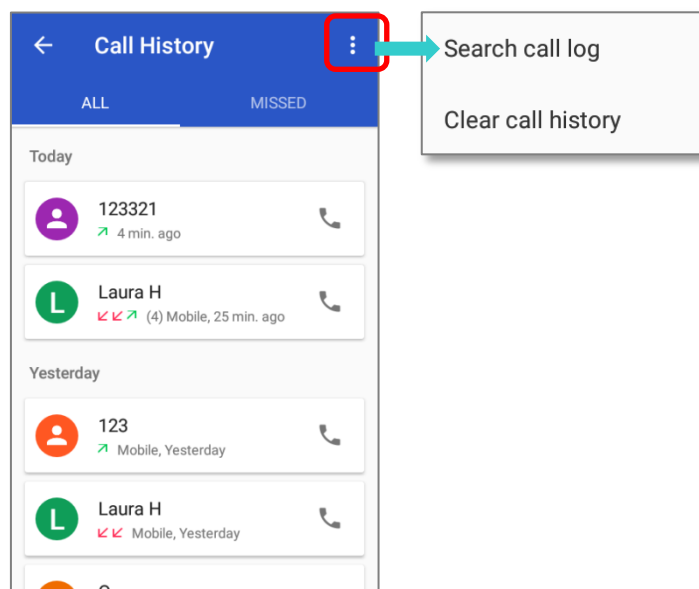 Call History
ALL MISSED
Today
123321
4 min. ago
L
Laura H
(4) Mobile, 25 min. ago
Yesterday
123
Mobile, Yesterday
L
Laura H
Mobile, Yesterday
Search call log
Clear call history